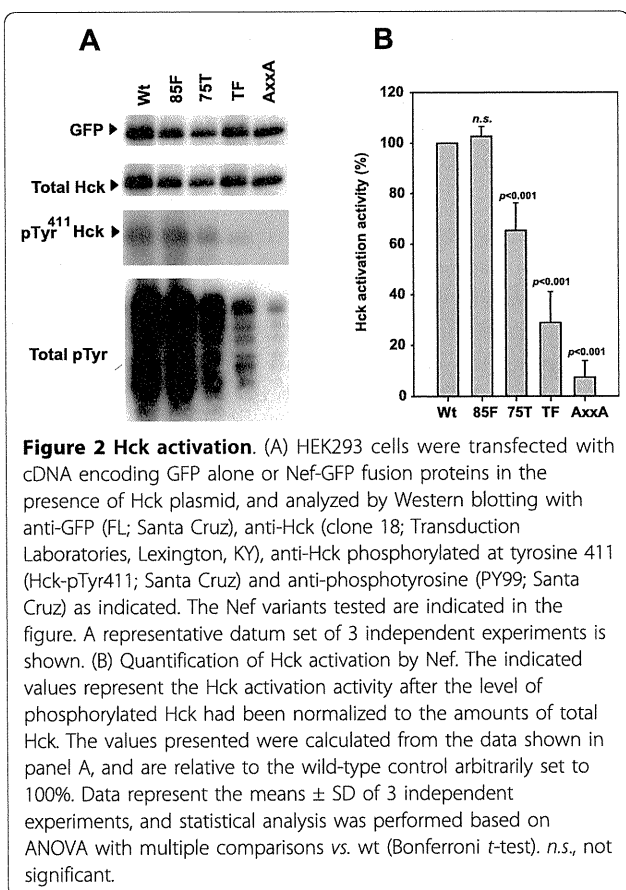 A
B
Wt 85F 75T TF AxxA
GFP
Total Hck
pTyr411 Hck
Total pTyr
Hck activation activity (%)
120
100
80
60
40
20
0
n.s.
p<0.001
p<0.001
p<0.001
Wt 85F 75T TF AxxA
Figure 2 Hck activation. (A) HEK293 cells were transfected with
cDNA encoding GFP alone or Nef-GFP fusion proteins in the
presence of Hck plasmid, and analyzed by Western blotting with
anti-GFP (FL; Santa Cruz), anti-Hck (clone 18; Transduction
Laboratories, Lexington, KY), anti-Hck phosphorylated at tyrosine 411
(Hck-pTyr411; Santa Cruz) and anti-phosphotyrosine (PY99; Santa
Cruz) as indicated. The Nef variants tested are indicated in the
figure. A representative datum set of 3 independent experiments is
shown. (B) Quantification of Hck activation by Nef. The indicated
values represent the Hck activation activity after the level of
phosphorylated Hck had been normalized to the amounts of total
Hck. The values presented were calculated from the data shown in
panel A, and are relative to the wild-type control arbitrarily set to
100%. Data represent the means ± SD of 3 independent
experiments, and statistical analysis was performed based on
ANOVA with multiple comparisons vs. wt (Bonferroni t-test). n.s., not
significant.